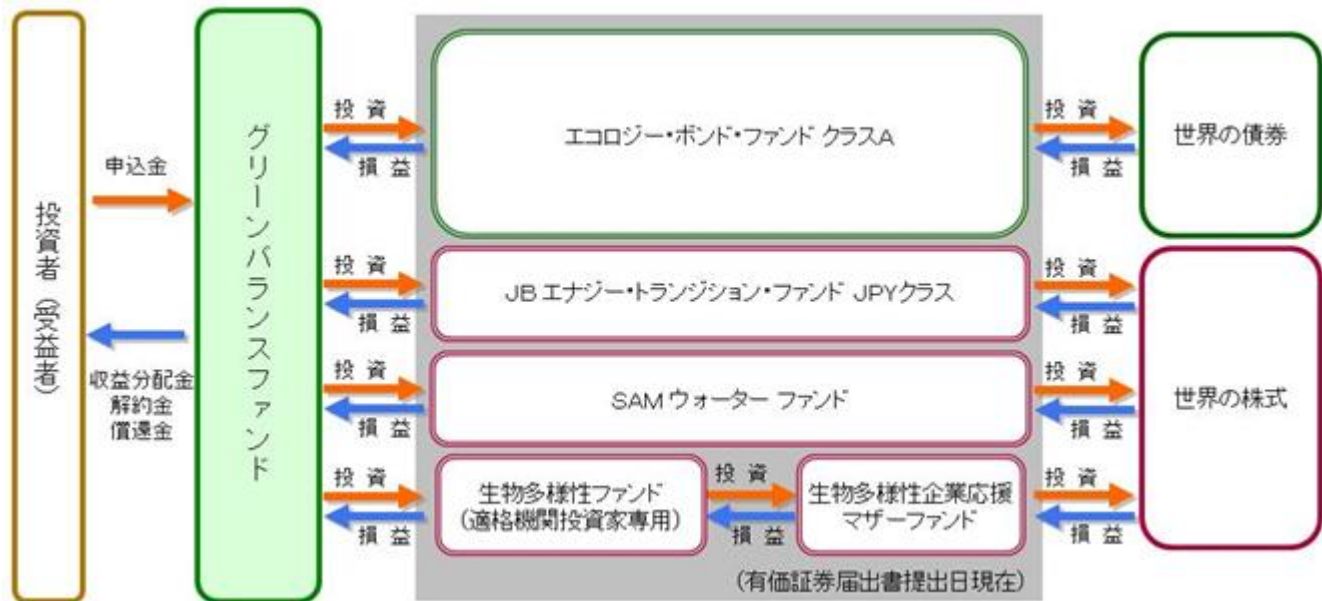 投資者（受益者）
申込金
収益分配金
解約金
償還金
グリーンバランスファンド
投 資
損 益
エコロジー・ボンド・ファンド クラスA
投 資
損 益
世界の債券
投 資
損 益
JB エナジー・トランジション・ファンド JPYクラス
投 資
損 益
投 資
損 益
SAM ウォーター ファンド
投 資
損 益
世界の株式
投 資
損 益
生物多様性ファンド
(適格機関投資家専用)
投 資
損 益
生物多様性企業応援
マザーファンド
投 資
損 益
(有価証券届出書提出日現在)